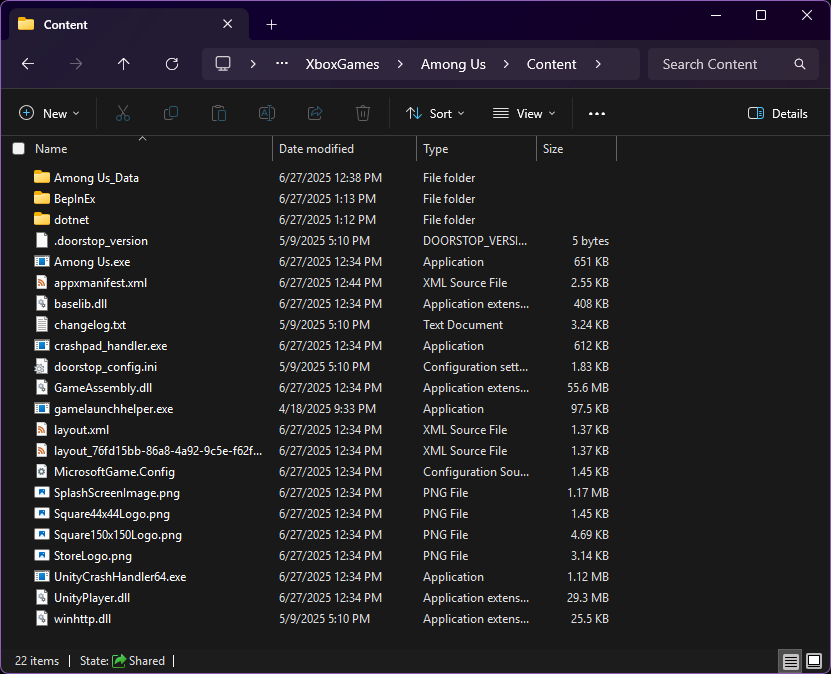 Content
XboxGames Among Us Content Search Content
New Sort View Details
Name Date modified Type Size
Among Us_Data 6/27/2025 12:38 PM File folder
BepInEx 6/27/2025 1:13 PM File folder
dotnet 6/27/2025 1:12 PM File folder
.doorstop_version 5/9/2025 5:10 PM DOORSTOP_VERSI... 5 bytes
Among Us.exe 6/27/2025 12:34 PM Application 651 KB
appxmanifest.xml 6/27/2025 12:44 PM XML Source File 2.55 KB
baselib.dll 6/27/2025 12:34 PM Application extens... 408 KB
changelog.txt 5/9/2025 5:10 PM Text Document 3.24 KB
crashpad_handler.exe 6/27/2025 12:34 PM Application 612 KB
doorstop_config.ini 5/9/2025 5:10 PM Configuration sett... 1.83 KB
GameAssembly.dll 6/27/2025 12:34 PM Application extens... 55.6 MB
gamelaunchhelper.exe 4/18/2025 9:33 PM Application 97.5 KB
layout.xml 6/27/2025 12:34 PM XML Source File 1.37 KB
layout_76fd15bb-86a8-4a92-9c5e-f62f... 6/27/2025 12:34 PM XML Source File 1.37 KB
MicrosoftGame.Config 6/27/2025 12:34 PM Configuration Sou... 1.45 KB
SplashScreenImage.png 6/27/2025 12:34 PM PNG File 1.17 MB
Square44x44Logo.png 6/27/2025 12:34 PM PNG File 1.45 KB
Square150x150Logo.png 6/27/2025 12:34 PM PNG File 4.69 KB
StoreLogo.png 6/27/2025 12:34 PM PNG File 3.14 KB
UnityCrashHandler64.exe 6/27/2025 12:34 PM Application 1.12 MB
UnityPlayer.dll 6/27/2025 12:34 PM Application extens... 29.3 MB
winhttp.dll 5/9/2025 5:10 PM Application extens... 25.5 KB
22 items State: Shared